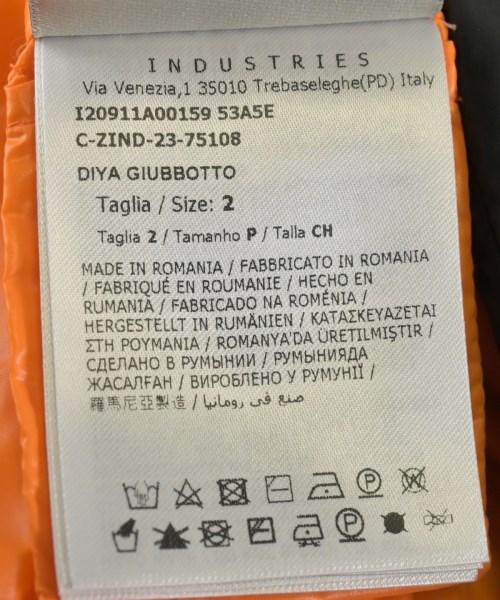 INDUSTRIES
Via Venezia,1 35010 Trebaseleghe(PD) Italy
I20911A00159 53A5E
C-ZIND-23-75108
DIYA GIUBBOTTO
Taglia / Size: 2
Taglia 2 / Tamanho P / Talla CH
MADE IN ROMANIA / FABBRICATO IN ROMANIA
/ FABRIQUÉ EN ROUMANIE / HECHO EN
RUMANIA / FABRICADO NA ROMÉNIA /
HERGESTELLT IN RUMÄNIEN / ΚΑΤΑΣΚΕΥΑΖΕΤΑΙ
ΣΤΗ ΡΟΥΜΑΝΙΑ / ROMANYA'DA ÜRETILMIŞTIR /
СДЕЛАНО В РУМЫНИИ / РУМЫНИЯДА
ЖАСАЛҒАН / ВИРОБЛЕНО У РУМУНІЇ /
羅馬尼亞製造 / صنع في رومانيا